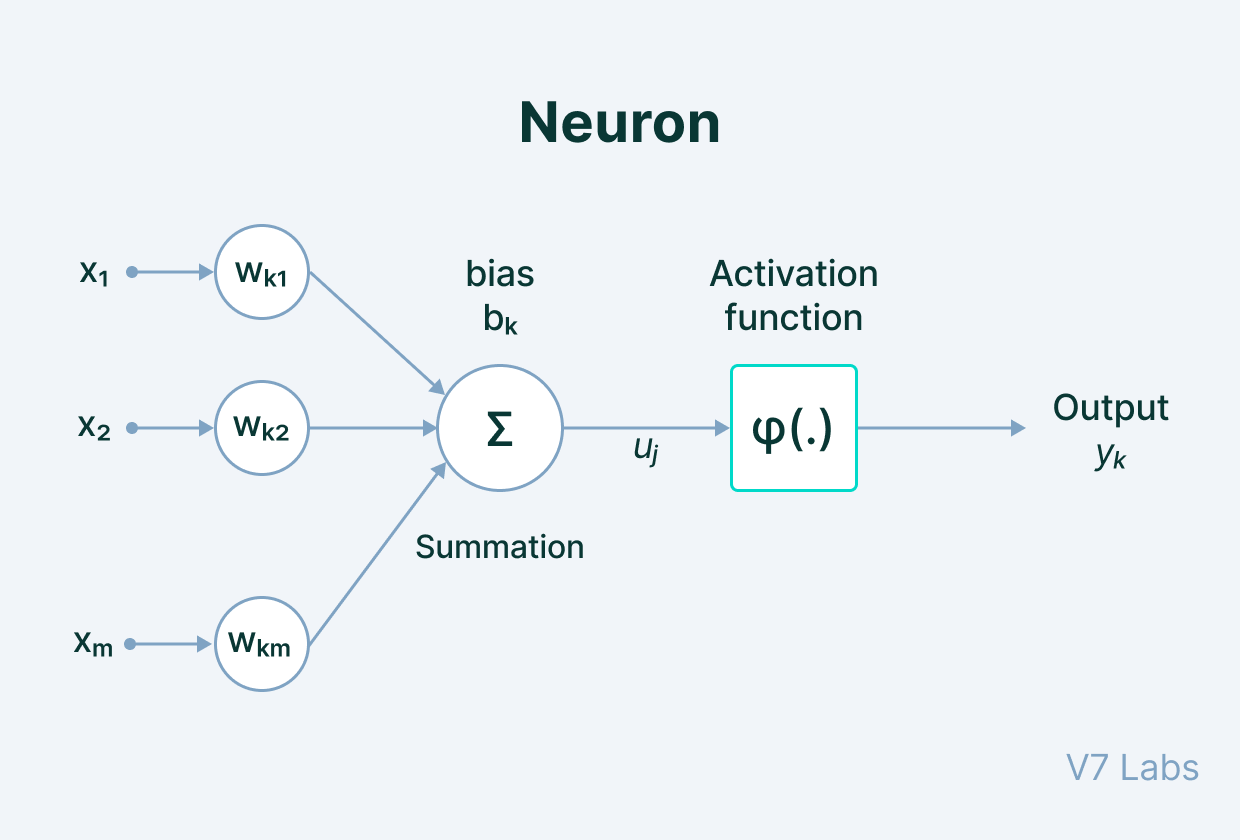 Neuron
x₁
wₖ₁
bias
bₖ
Activation
function
x₂
wₖ₂
Σ
uⱼ
φ(.)
Output
yₖ
Summation
xₘ
wₖₘ
V7 Labs